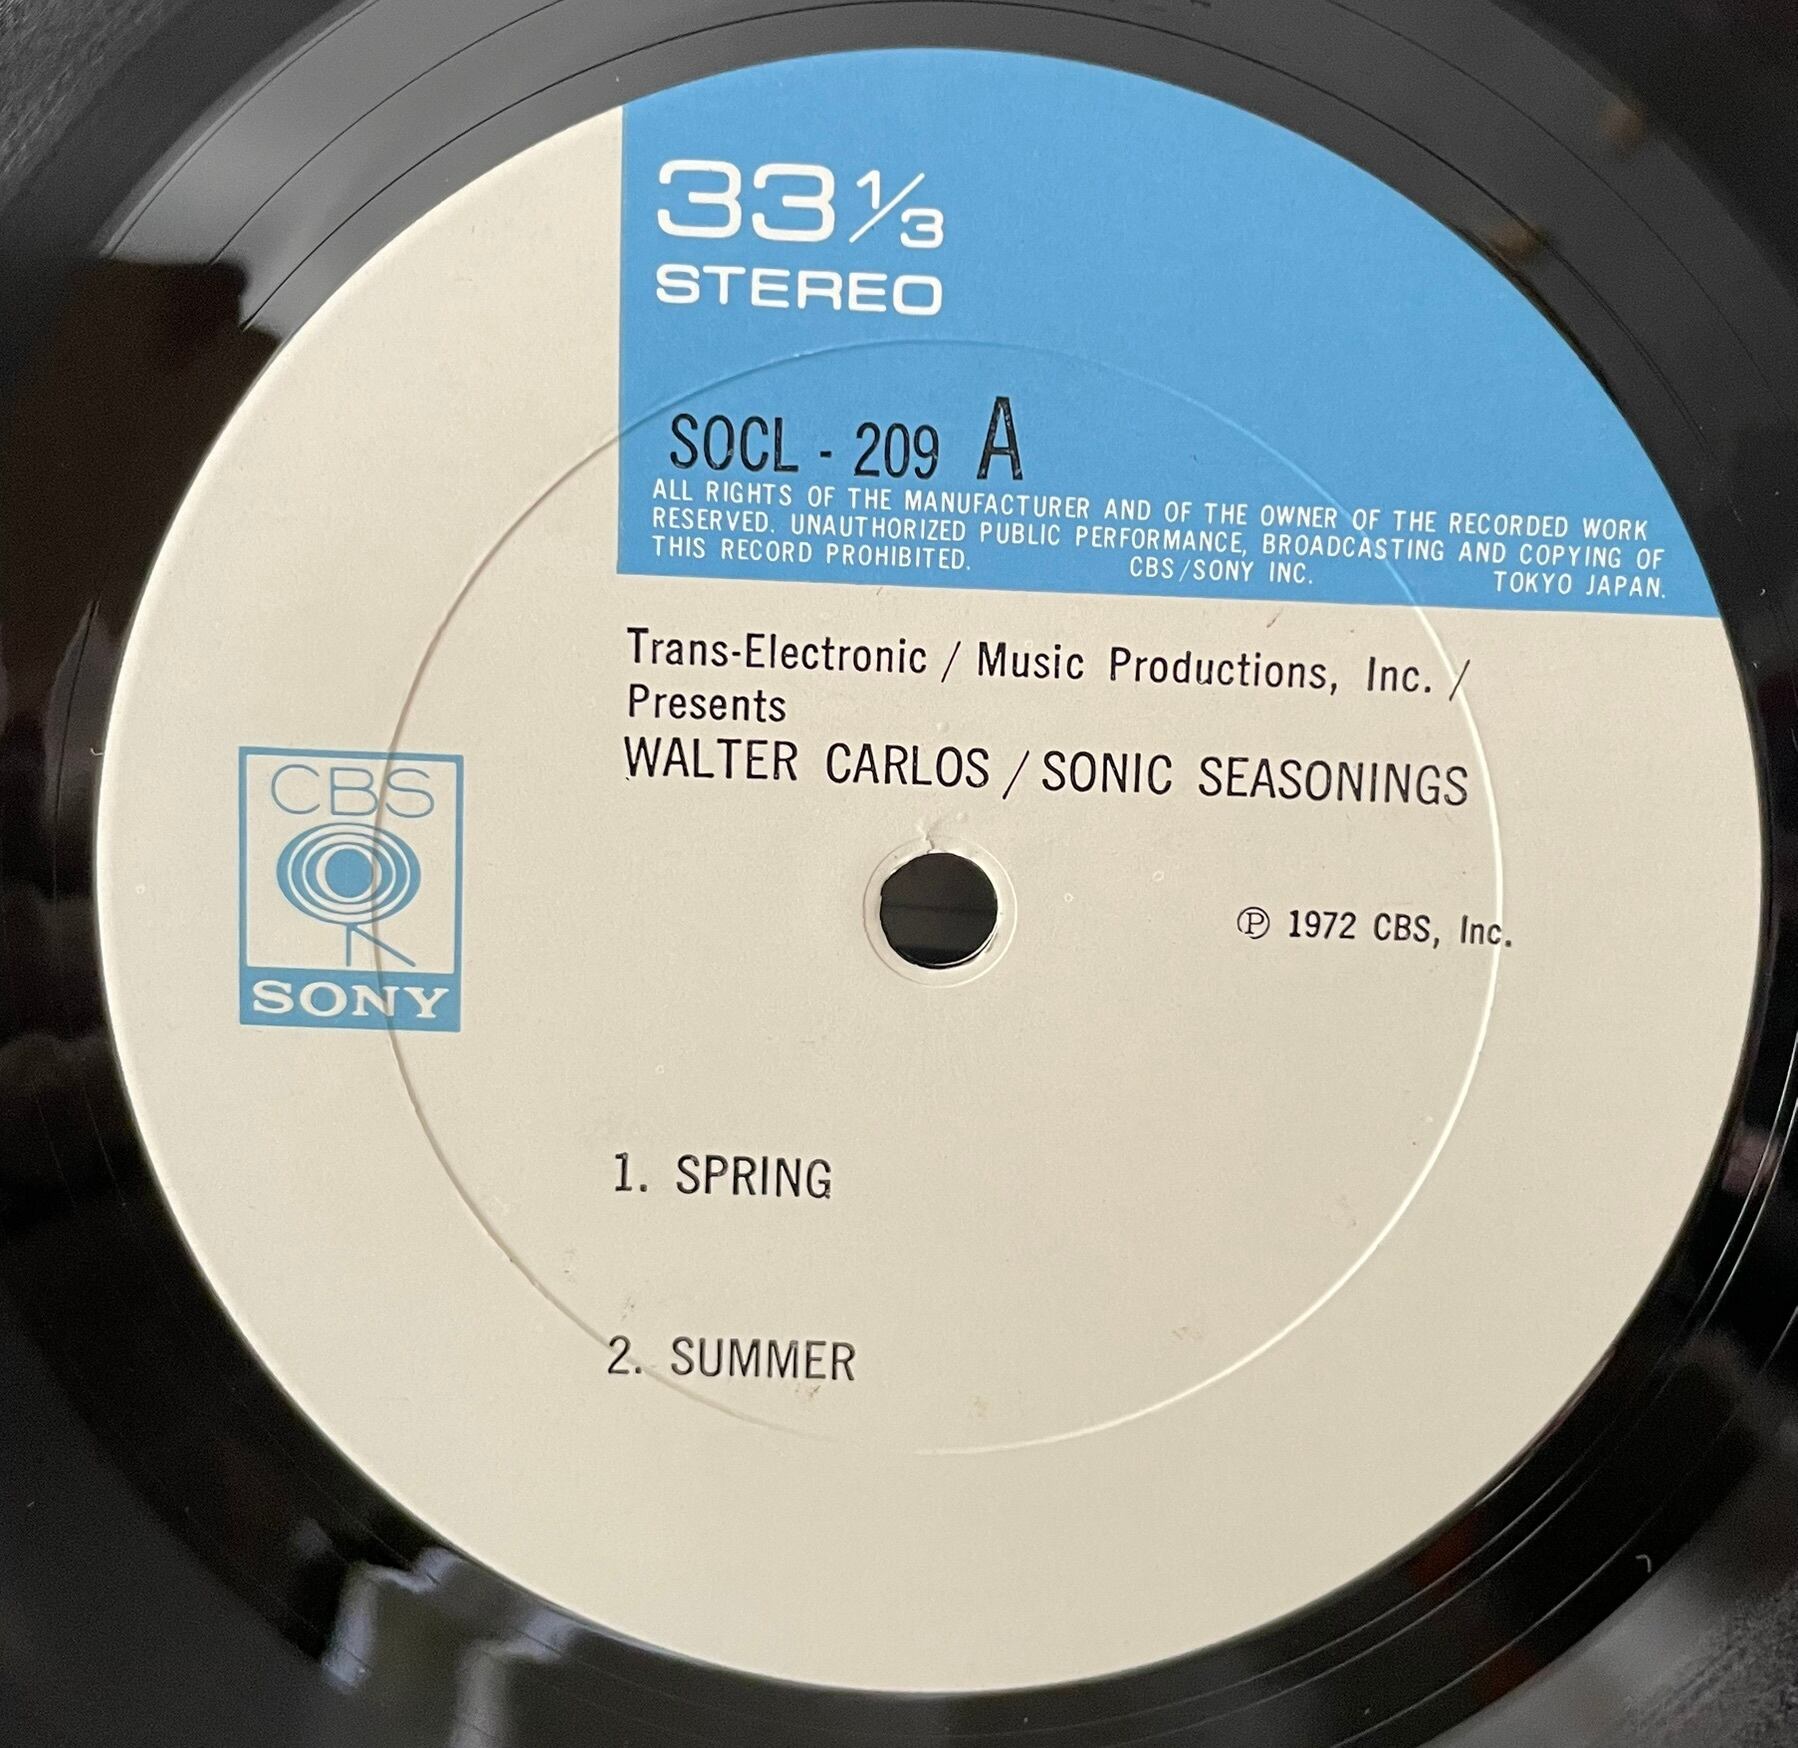 33 1/3
STEREO
SOCL - 209 A
ALL RIGHTS OF THE MANUFACTURER AND OF THE OWNER OF THE RECORDED WORK
RESERVED. UNAUTHORIZED PUBLIC PERFORMANCE, BROADCASTING AND COPYING OF
THIS RECORD PROHIBITED. CBS/SONY INC. TOKYO JAPAN.
Trans-Electronic / Music Productions, Inc. /
Presents
WALTER CARLOS / SONIC SEASONINGS
CBS
SONY
℗ 1972 CBS, Inc.
1. SPRING
2. SUMMER